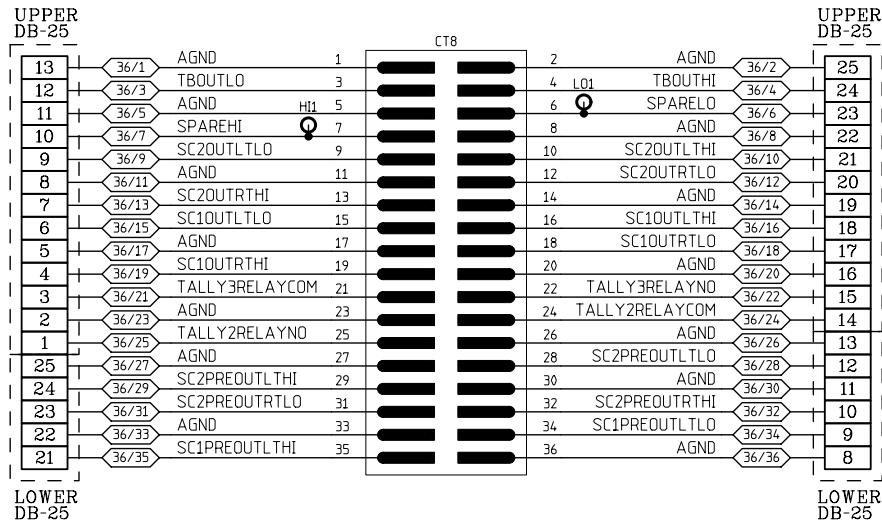 UPPER UPPER
DB-25 DB-25
CT8
13 36/1 AGND 1 2 AGND 36/2 25
12 36/3 TBOUTLO 3 4 LO1 TBOUTHI 36/4 24
11 36/5 AGND HI1 5 6 SPARELO 36/6 23
10 36/7 SPAREHI 7 8 AGND 36/8 22
9 36/9 SC2OUTLTLO 9 10 SC2OUTLTHI 36/10 21
8 36/11 AGND 11 12 SC2OUTRTLO 36/12 20
7 36/13 SC2OUTRTHI 13 14 AGND 36/14 19
6 36/15 SC1OUTLTLO 15 16 SC1OUTLTHI 36/16 18
5 36/17 AGND 17 18 SC1OUTRTLO 36/18 17
4 36/19 SC1OUTRTHI 19 20 AGND 36/20 16
3 36/21 TALLY3RELAYCOM 21 22 TALLY3RELAYNO 36/22 15
2 36/23 AGND 23 24 TALLY2RELAYCOM 36/24 14
1 36/25 TALLY2RELAYNO 25 26 AGND 36/26 13
25 36/27 AGND 27 28 SC2PREOUTLTLO 36/28 12
24 36/29 SC2PREOUTLTHI 29 30 AGND 36/30 11
23 36/31 SC2PREOUTRTLO 31 32 SC2PREOUTRTHI 36/32 10
22 36/33 AGND 33 34 SC1PREOUTLTLO 36/34 9
21 36/35 SC1PREOUTLTHI 35 36 AGND 36/36 8
LOWER LOWER
DB-25 DB-25